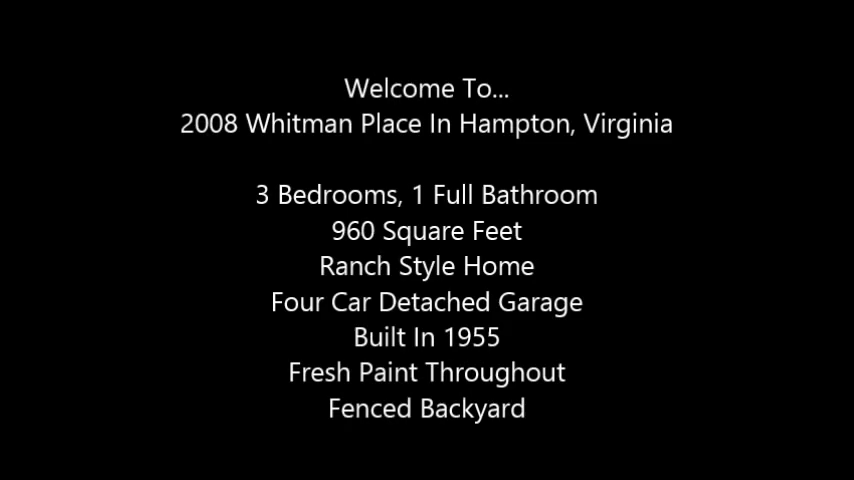 Welcome To...
2008 Whitman Place In Hampton, Virginia
3 Bedrooms, 1 Full Bathroom
960 Square Feet
Ranch Style Home
Four Car Detached Garage
Built In 1955
Fresh Paint Throughout
Fenced Backyard